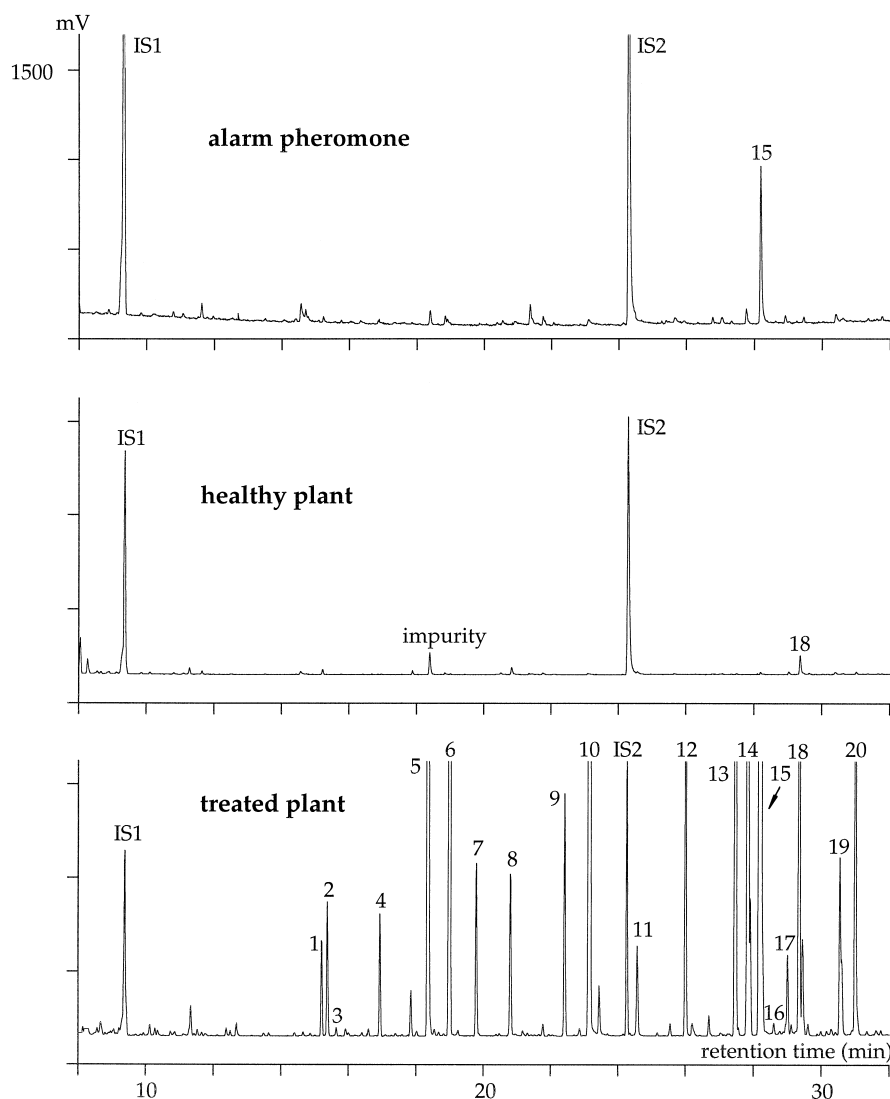 mV
IS1
IS2
1500
alarm pheromone
15
IS1
IS2
healthy plant
impurity
18
5 6 10 IS2 12 13 14 15 18 20
treated plant
IS1
9
7 8
2
4
1
3
11
17
16
19
retention time (min)
10 20 30